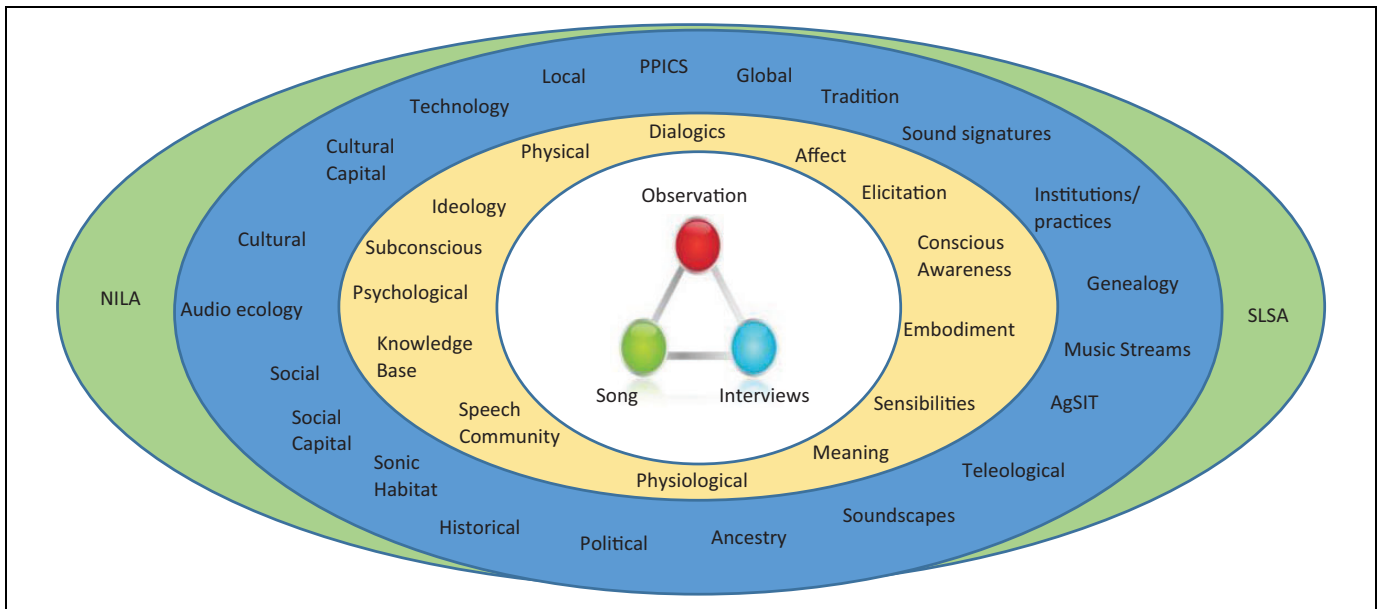 PPICS
Local
Global
Technology
Tradition
Sound signatures
Cultural
Capital
Institutions/
practices
Cultural
Genealogy
NILA
Audio ecology
SLSA
Music Streams
Social
AgSIT
Social
Capital
Sonic
Habitat
Teleological
Historical
Soundscapes
Political
Ancestry
Dialogics
Physical
Affect
Elicitation
Ideology
Subconscious
Conscious
Awareness
Psychological
Embodiment
Knowledge
Base
Sensibilities
Speech
Community
Meaning
Physiological
Observation
Song
Interviews